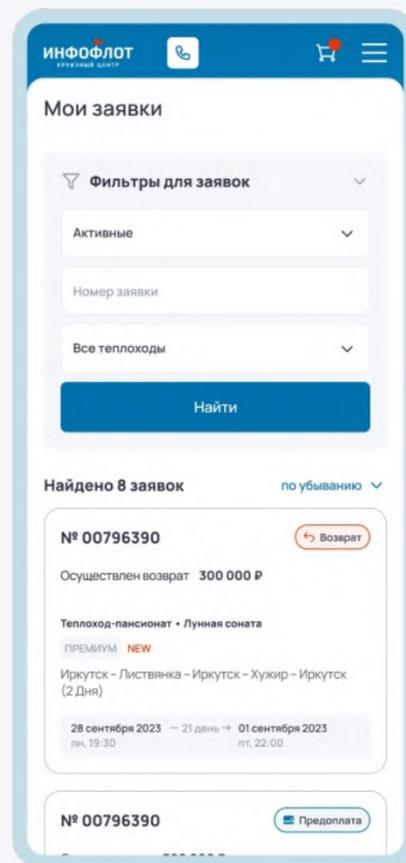 ИНФОФЛОТ
КРУИЗНЫЙ ЦЕНТР
Мои заявки
Фильтры для заявок
Активные
Номер заявки
Все теплоходы
Найти
Найдено 8 заявок по убыванию
№ 00796390 Возврат
Осуществлен возврат 300 000 ₽
Теплоход-пансионат • Лунная соната
ПРЕМИУМ NEW
Иркутск – Листвянка – Иркутск – Хужир – Иркутск
(2 Дня)
28 сентября 2023 — 21 день → 01 сентября 2023
пн, 19:30 пт, 22:00
№ 00796390 Предоплата